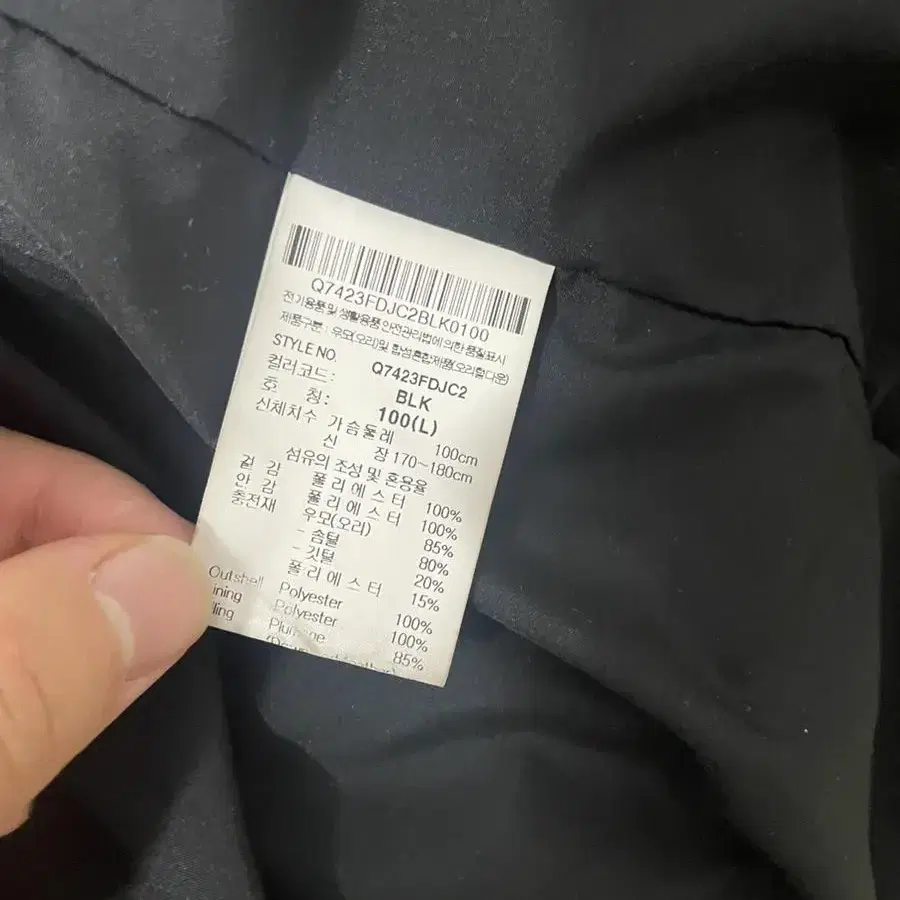 Q7423FDJC2BLK0100
전기용품 및 생활용품 안전관리법에 의한 품질표시
제품구분 : 우모(오리)및 합성혼합제품(오리털다운)
STYLE NO. Q7423FDJC2
컬러코드: BLK
호 칭: 100(L)
신체치수 가슴둘레 100cm
신 장 170~180cm
섬유의 조성 및 혼용율
겉 감 폴리에스터 100%
안 감 폴리에스터 100%
충전재 우모(오리) 85%
- 솜털 80%
- 깃털 20%
폴리에스터 15%
Outshell Polyester 100%
ining Polyester 100%
lling 85%